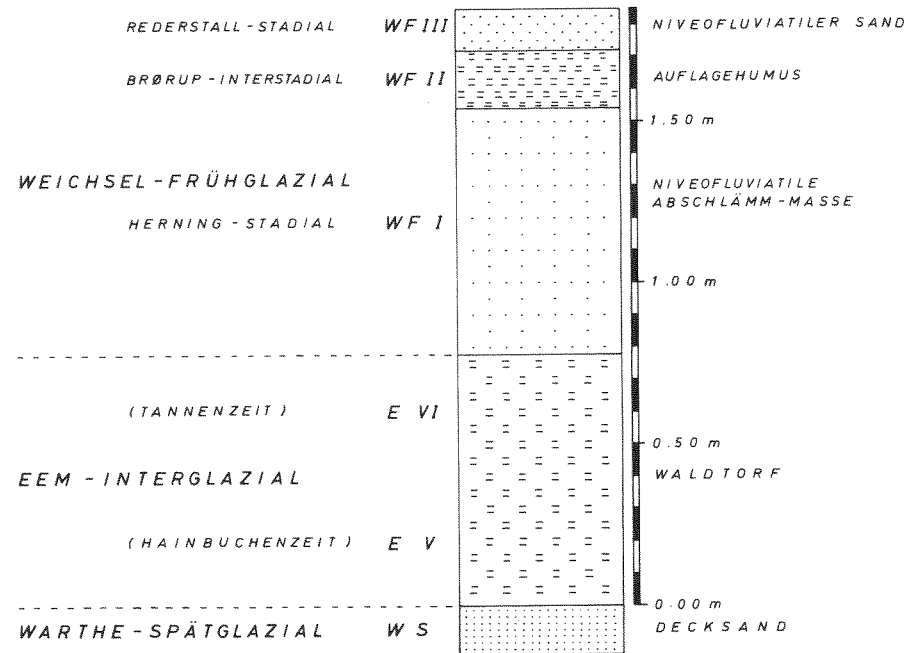 REDERSTALL-STADIAL WF III NIVEOFLUVIATILER SAND
BRØRUP-INTERSTADIAL WF II AUFLAGEHUMUS
1.50 m
WEICHSEL-FRÜHGLAZIAL NIVEOFLUVIATILE
ABSCHLÄMM-MASSE
HERNING-STADIAL WF I
1.00 m
(TANNENZEIT) E VI
0.50 m
EEM-INTERGLAZIAL WALDTORF
(HAINBUCHENZEIT) E V
0.00 m
WARTHE-SPÄTGLAZIAL WS DECKSAND